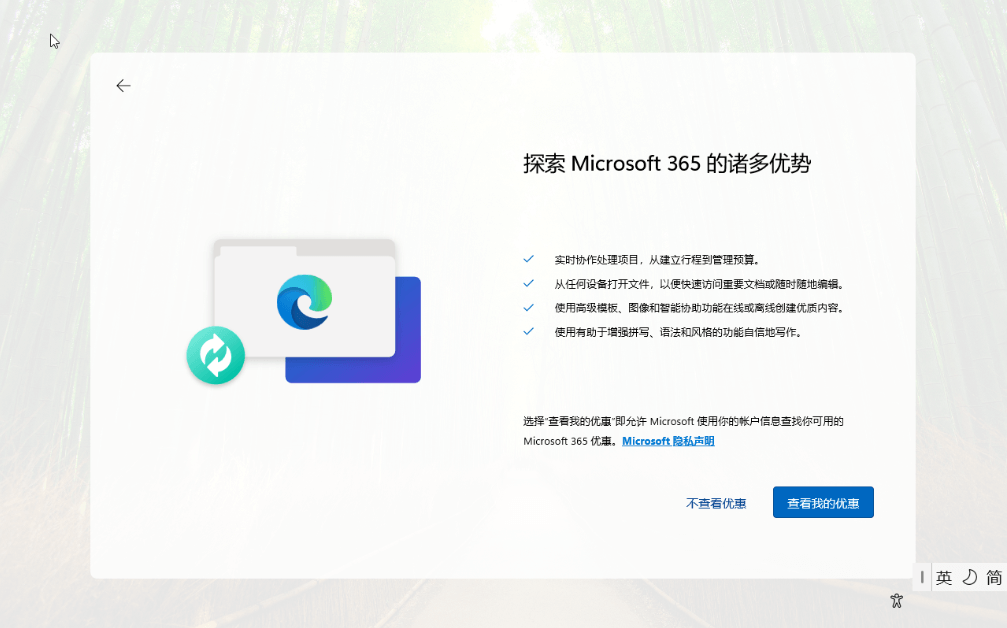 探索 Microsoft 365 的诸多优势
实时协作处理项目，从建立行程到管理预算。
从任何设备打开文件，以便快速访问重要文档或随时随地编辑。
使用高级模板、图像和智能协助功能在线或离线创建优质内容。
使用有助于增强拼写、语法和风格的功能自信地写作。
选择"查看我的优惠"即允许 Microsoft 使用你的帐户信息查找你可用的
Microsoft 365 优惠。Microsoft 隐私声明
不查看优惠 查看我的优惠
英 简